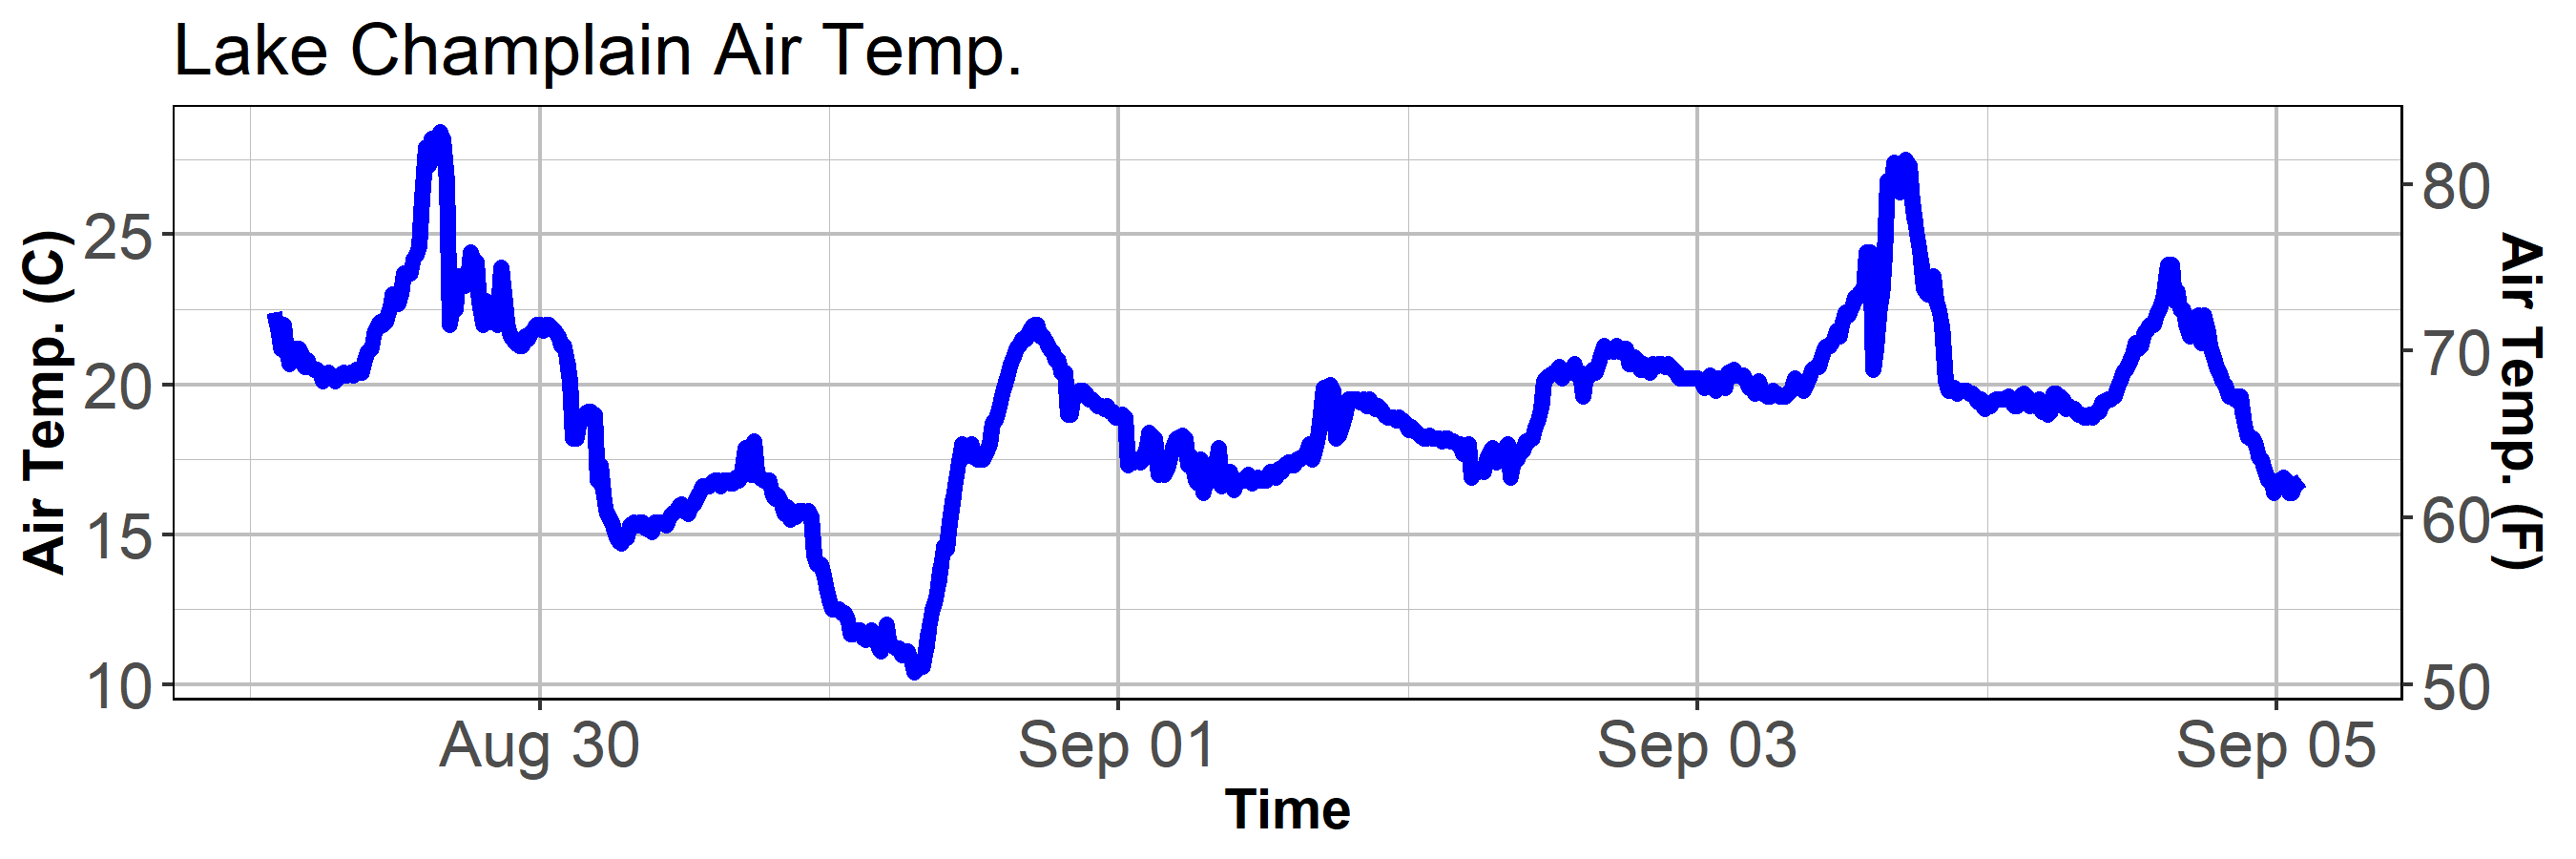 Lake Champlain Air Temp.
Air Temp. (C)
25
20
15
10
80
70
60
50
Air Temp. (F)
Aug 30
Sep 01
Sep 03
Sep 05
Time